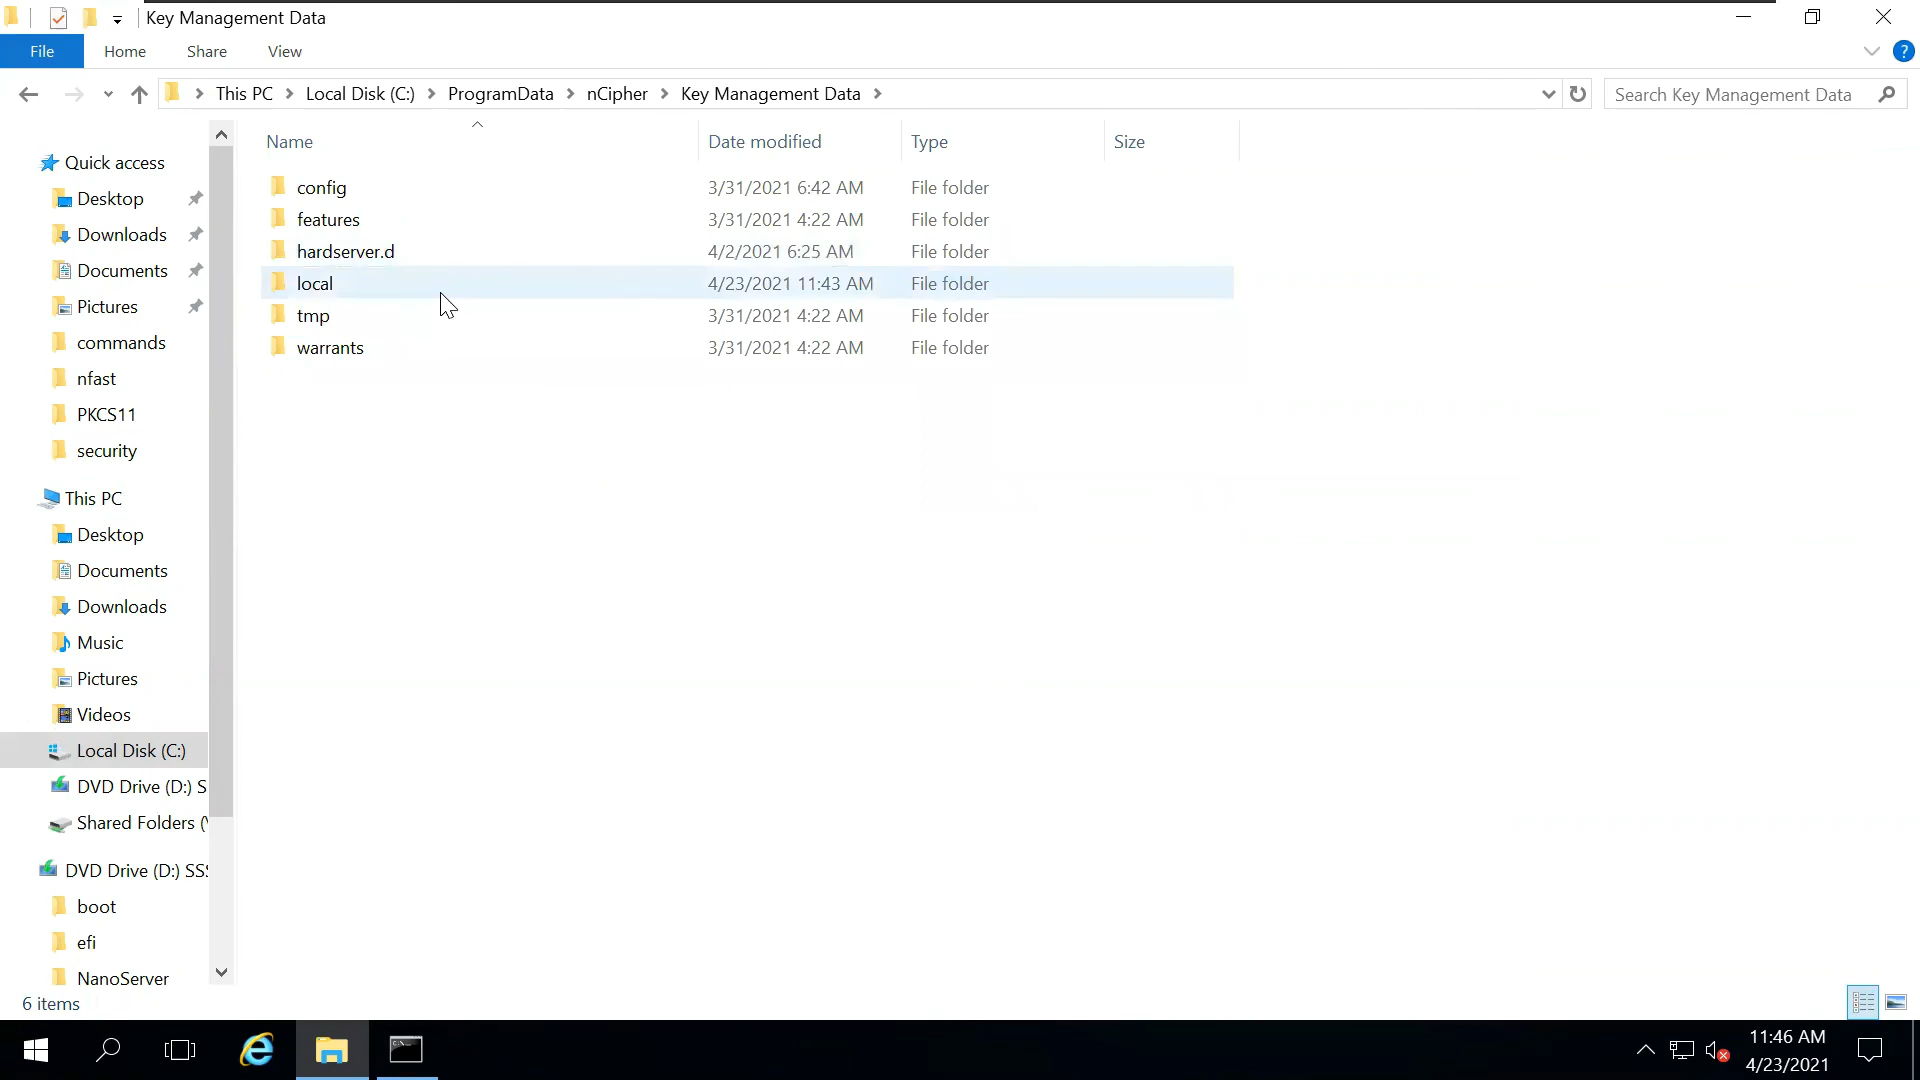 Key Management Data
File Home Share View
This PC Local Disk (C:) ProgramData nCipher Key Management Data
Search Key Management Data
Name Date modified Type Size
config 3/31/2021 6:42 AM File folder
features 3/31/2021 4:22 AM File folder
hardserver.d 4/2/2021 6:25 AM File folder
local 4/23/2021 11:43 AM File folder
tmp 3/31/2021 4:22 AM File folder
warrants 3/31/2021 4:22 AM File folder
Quick access
Desktop
Downloads
Documents
Pictures
commands
nfast
PKCS11
security
This PC
Desktop
Documents
Downloads
Music
Pictures
Videos
Local Disk (C:)
DVD Drive (D:) S
Shared Folders (
DVD Drive (D:) SS
boot
efi
NanoServer
6 items
11:46 AM
4/23/2021